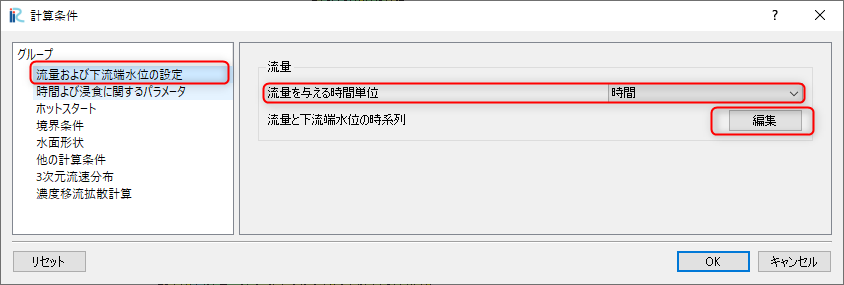 計算条件
グループ
流量および下流端水位の設定
時間よび浸食に関するパラメータ
ホットスタート
境界条件
水面形状
他の計算条件
3次元流速分布
濃度移流拡散計算
流量
流量を与える時間単位 時間
流量と下流端水位の時系列 編集
リセット OK キャンセル